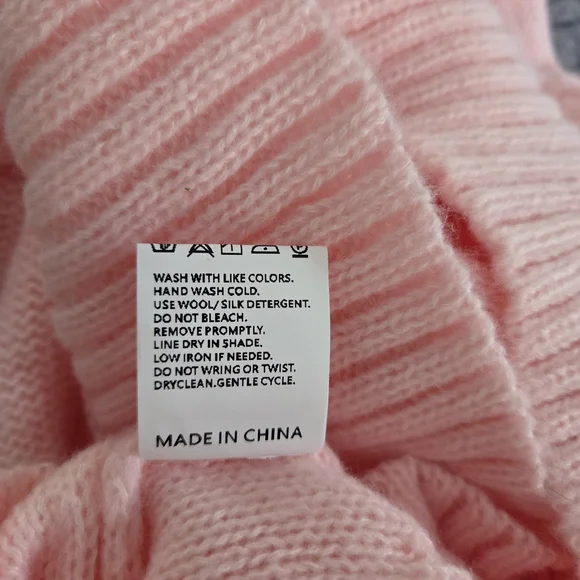 WASH WITH LIKE COLORS.
HAND WASH COLD.
USE WOOL/ SILK DETERGENT.
DO NOT BLEACH.
REMOVE PROMPTLY.
LINE DRY IN SHADE.
LOW IRON IF NEEDED.
DO NOT WRING OR TWIST.
DRYCLEAN.GENTLE CYCLE.
MADE IN CHINA